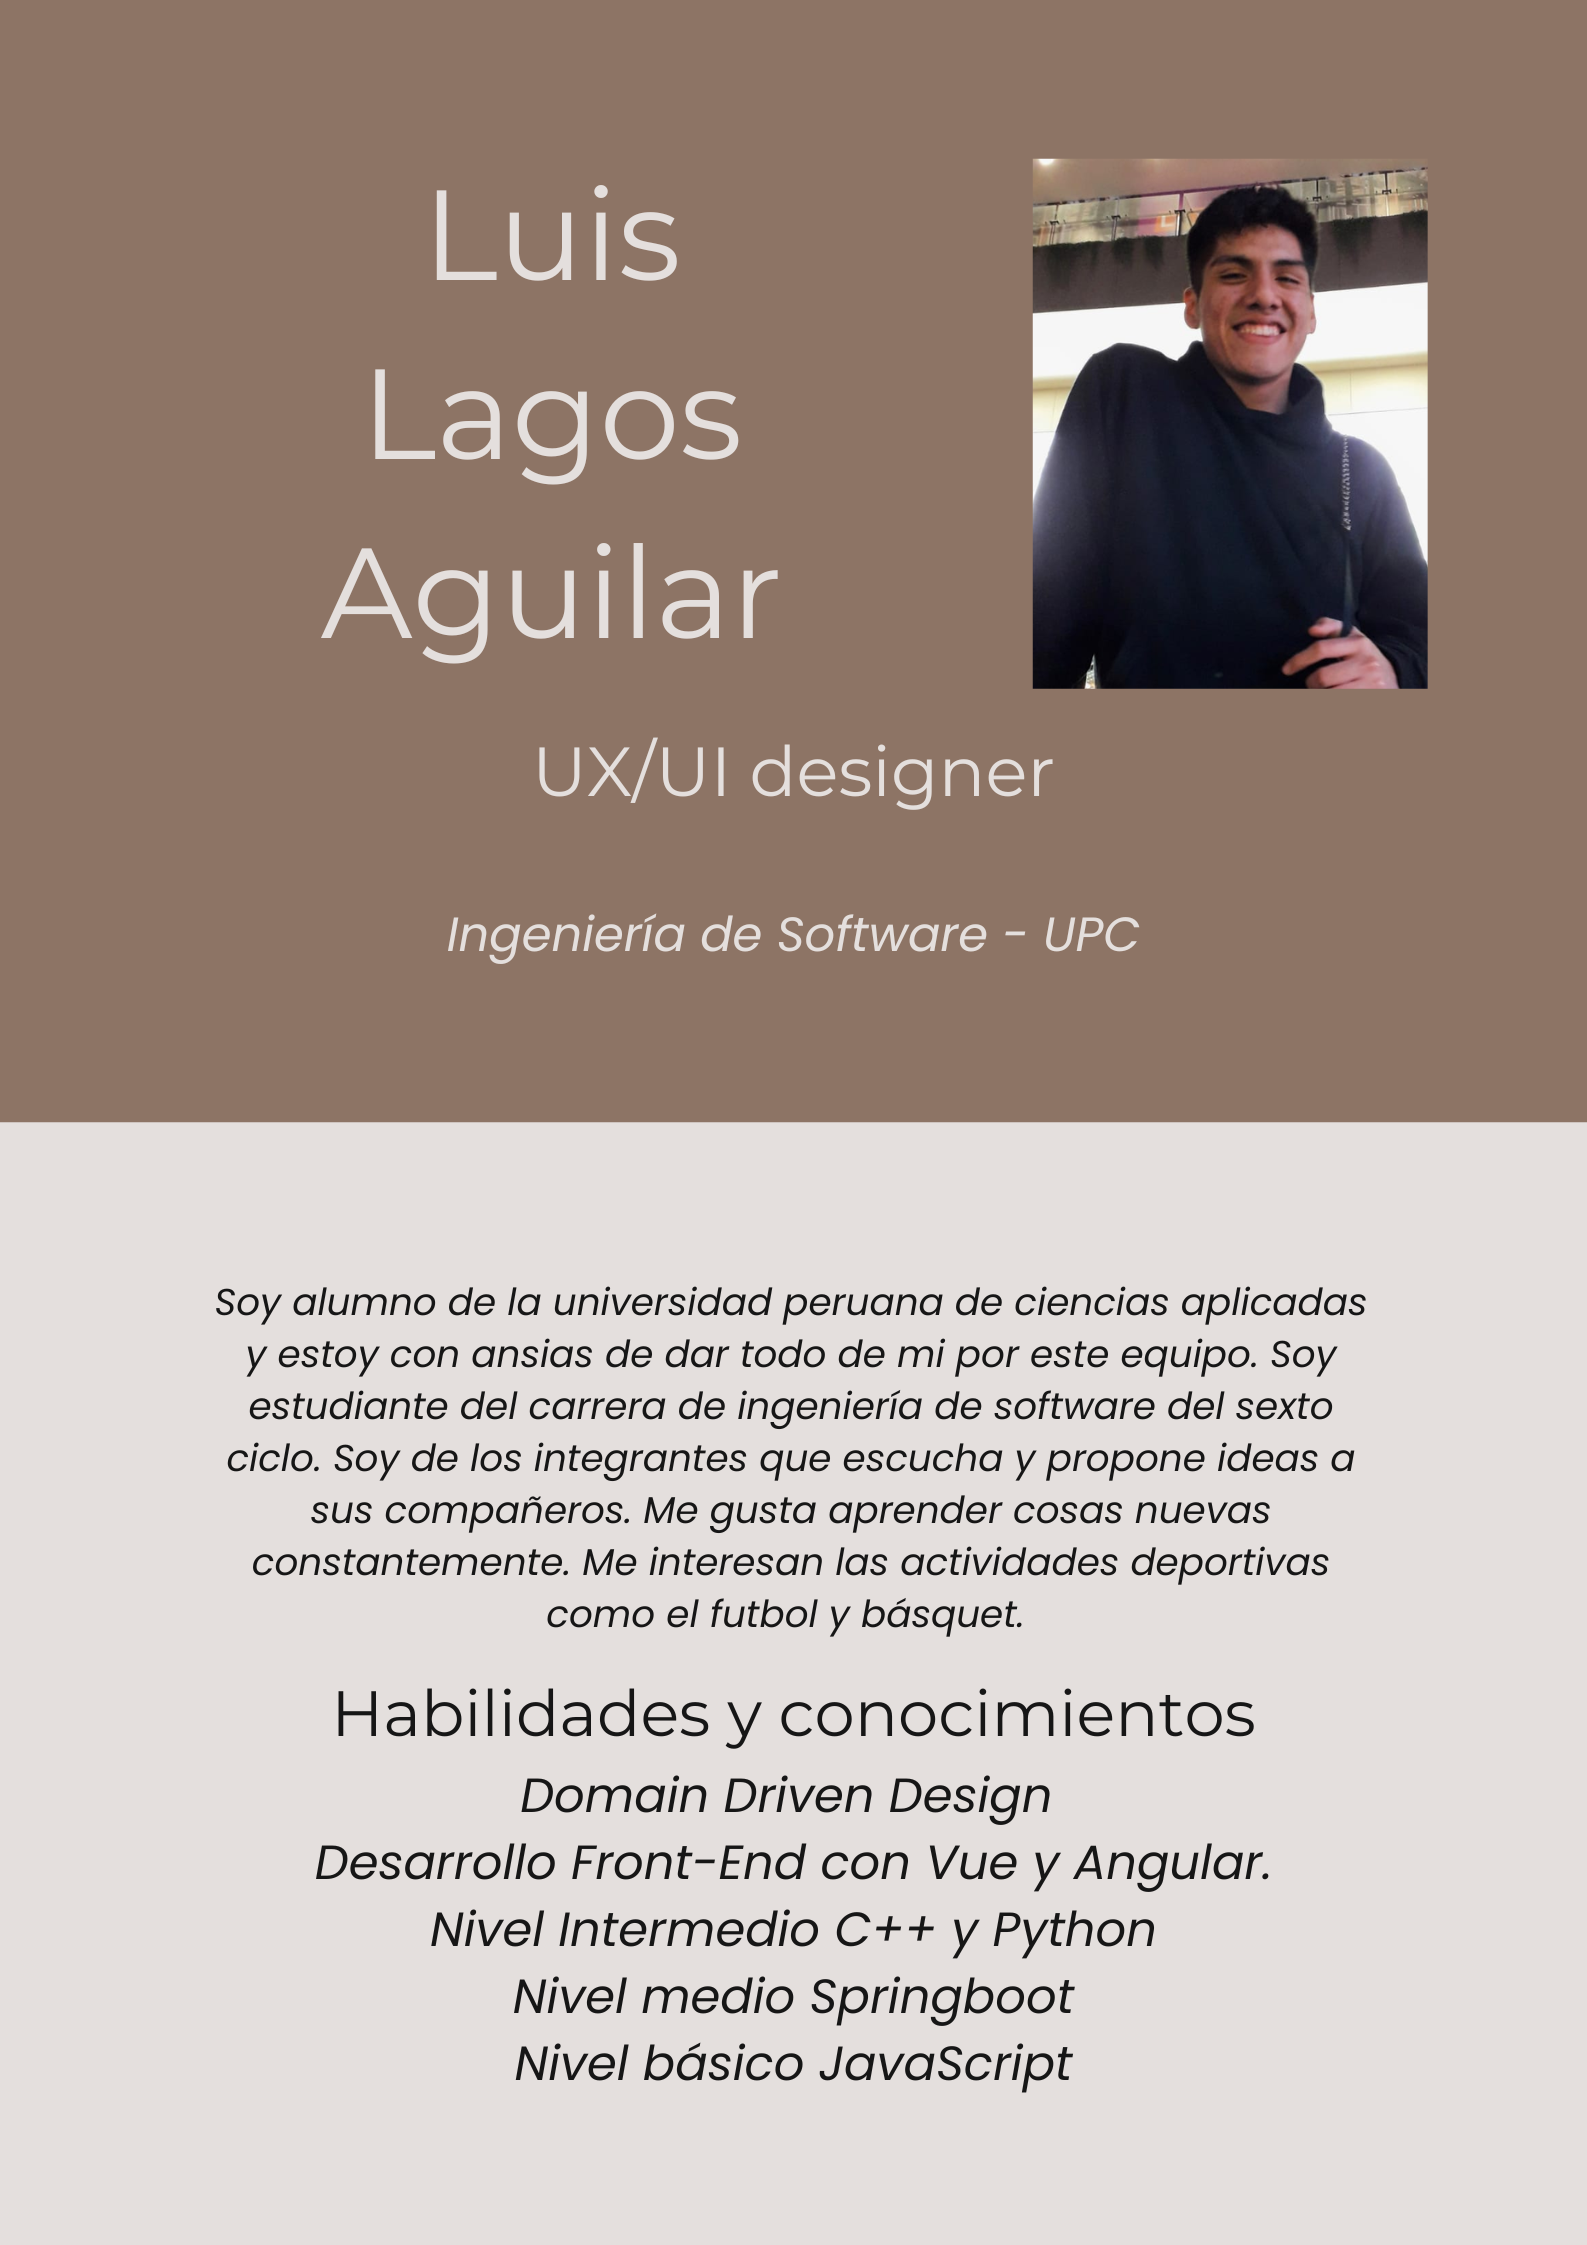 Luis
Lagos
Aguilar
UX/UI designer
Ingeniería de Software - UPC
Soy alumno de la universidad peruana de ciencias aplicadas
y estoy con ansias de dar todo de mi por este equipo. Soy
estudiante del carrera de ingeniería de software del sexto
ciclo. Soy de los integrantes que escucha y propone ideas a
sus compañeros. Me gusta aprender cosas nuevas
constantemente. Me interesan las actividades deportivas
como el futbol y básquet.
Habilidades y conocimientos
Domain Driven Design
Desarrollo Front-End con Vue y Angular.
Nivel Intermedio C++ y Python
Nivel medio Springboot
Nivel básico JavaScript